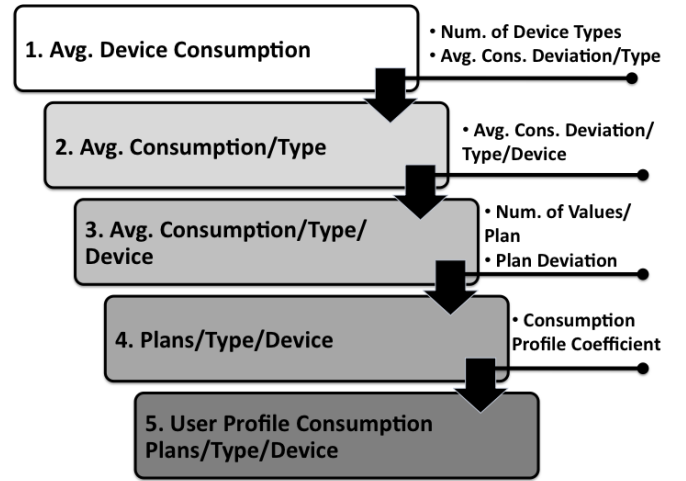 1. Avg. Device Consumption
• Num. of Device Types
• Avg. Cons. Deviation/Type
2. Avg. Consumption/Type
• Avg. Cons. Deviation/
Type/Device
3. Avg. Consumption/Type/
Device
• Num. of Values/
Plan
• Plan Deviation
4. Plans/Type/Device
• Consumption
Profile Coefficient
5. User Profile Consumption
Plans/Type/Device